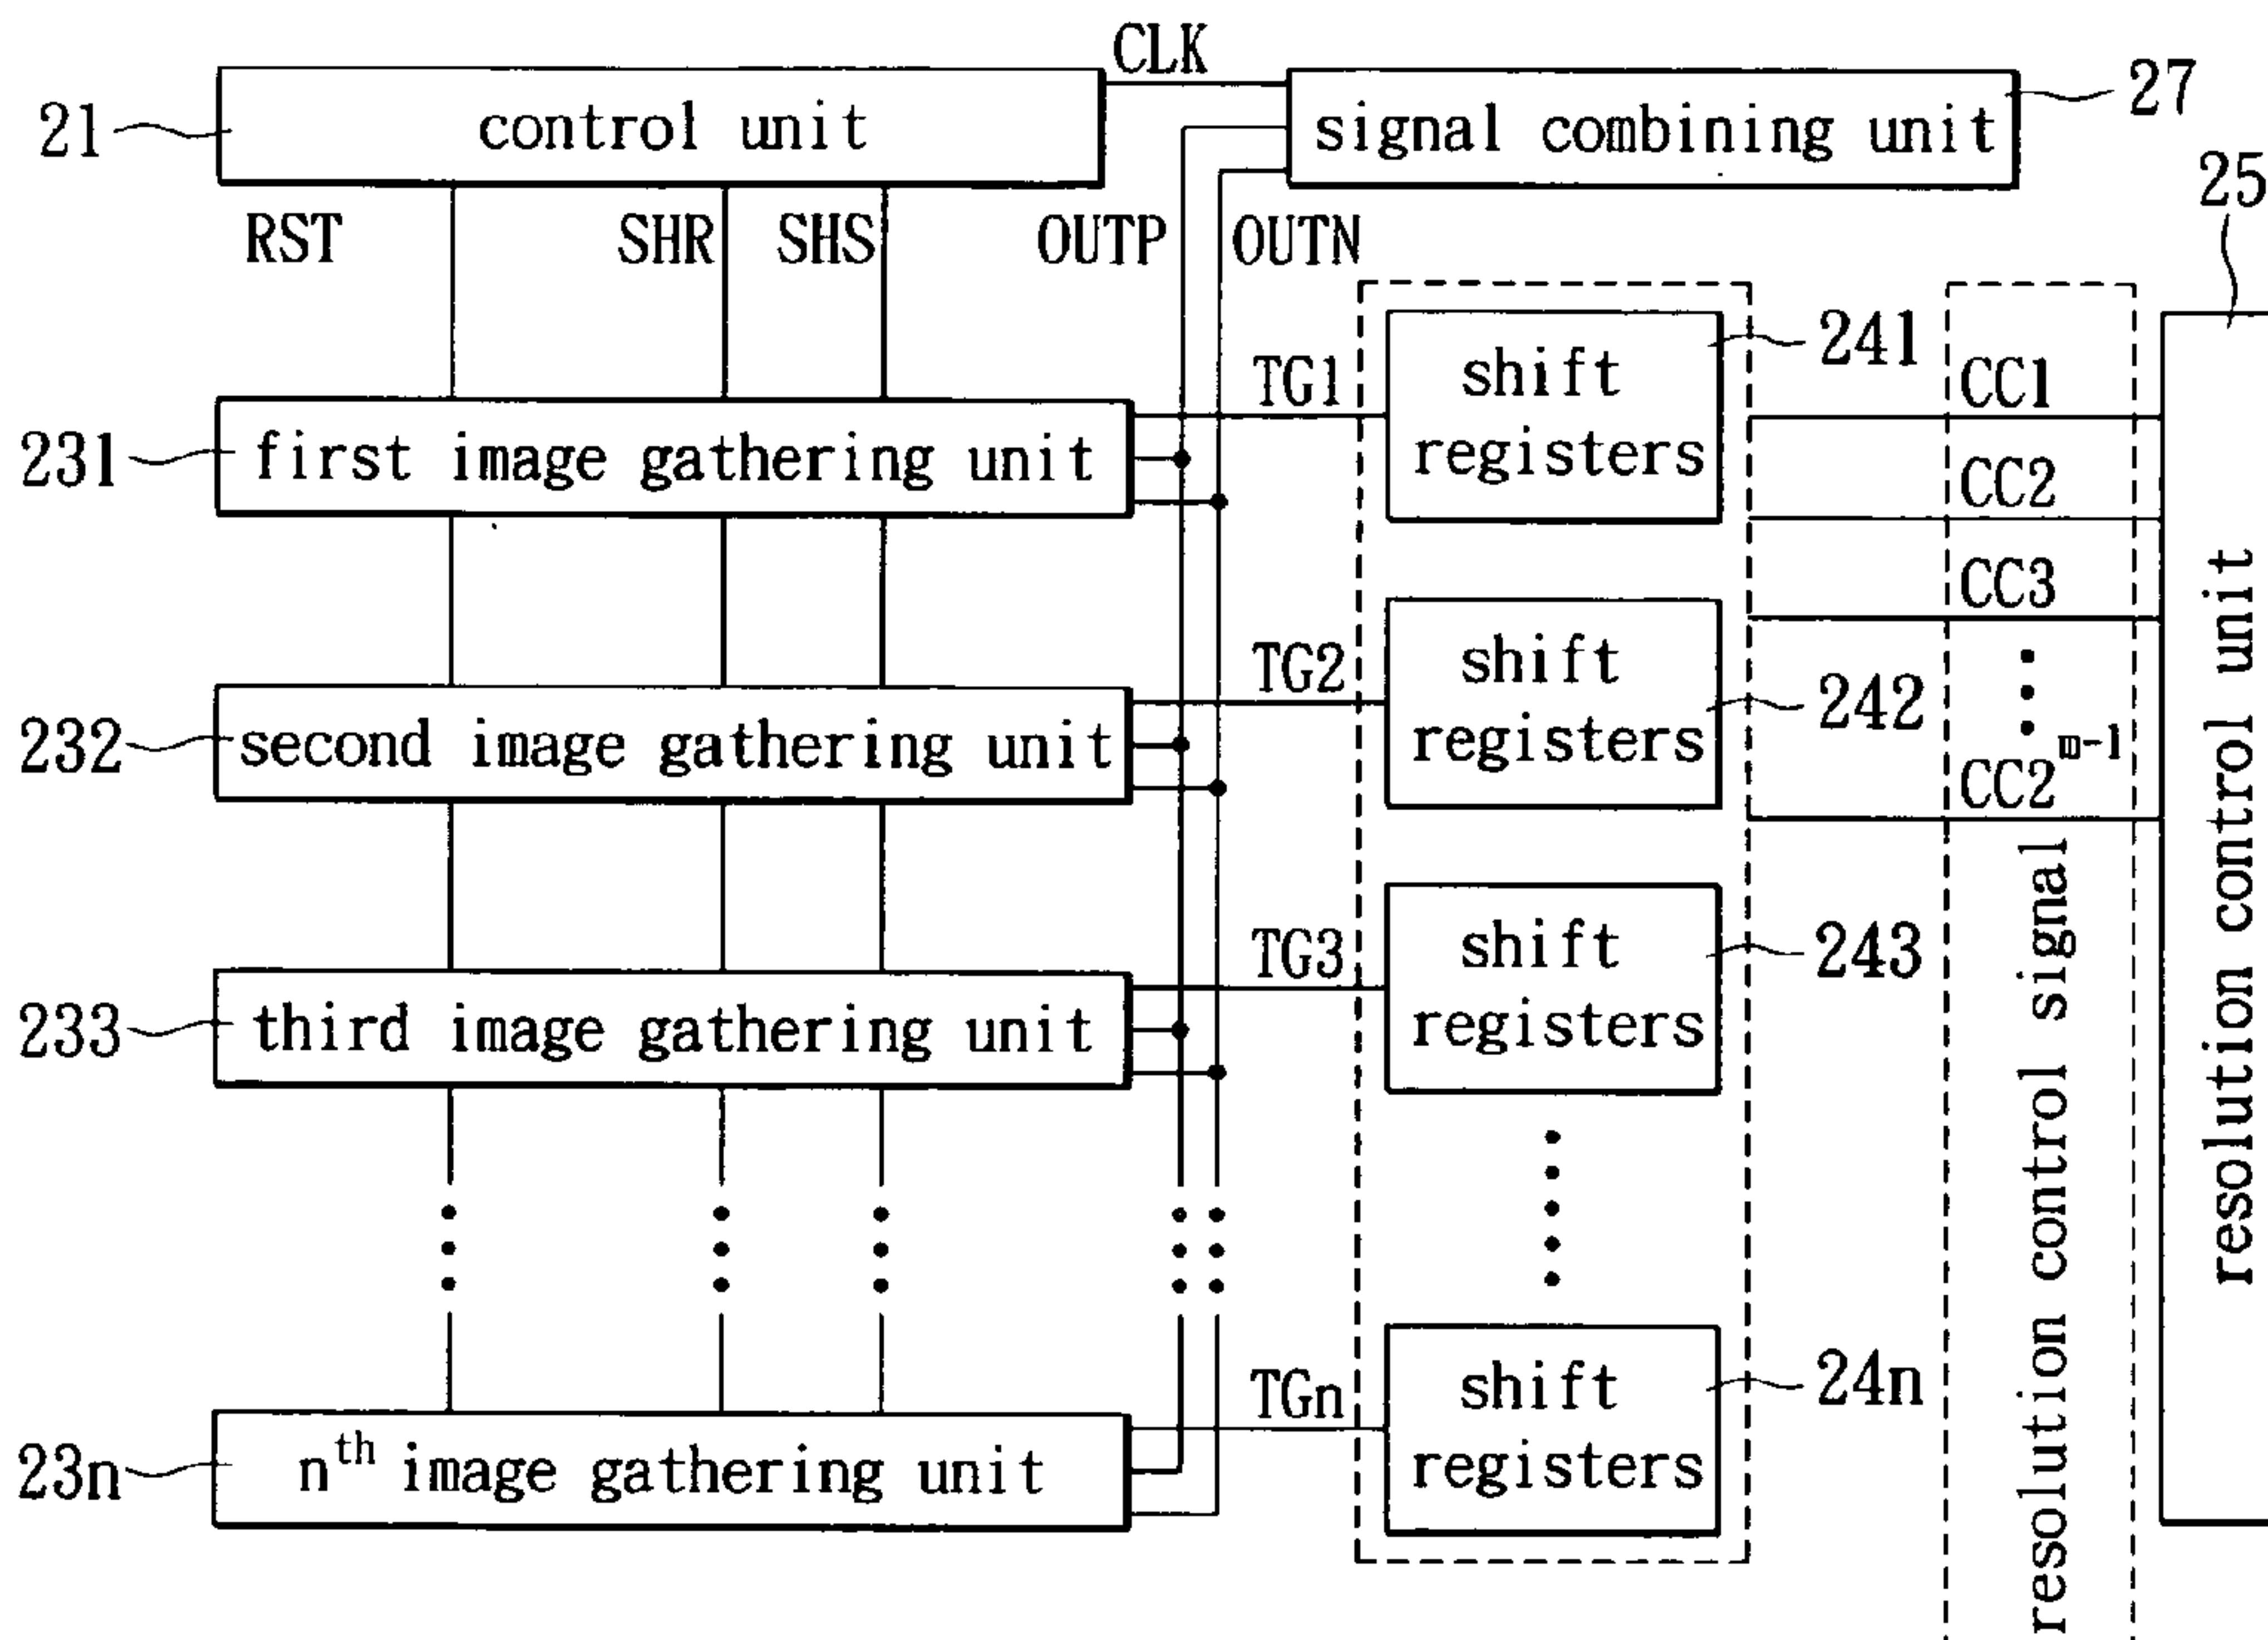 CLK
21
control unit
signal combining unit
27
25
RST
SHR
SHS
OUTP
OUTN
TG1
shift
registers
241
CC1
231
first image gathering unit
CC2
CC3
TG2
shift
registers
242
232
second image gathering unit
CC2^m-1
TG3
shift
registers
243
233
third image gathering unit
TGn
shift
registers
24n
23n
n^th image gathering unit
resolution control signal
resolution control unit